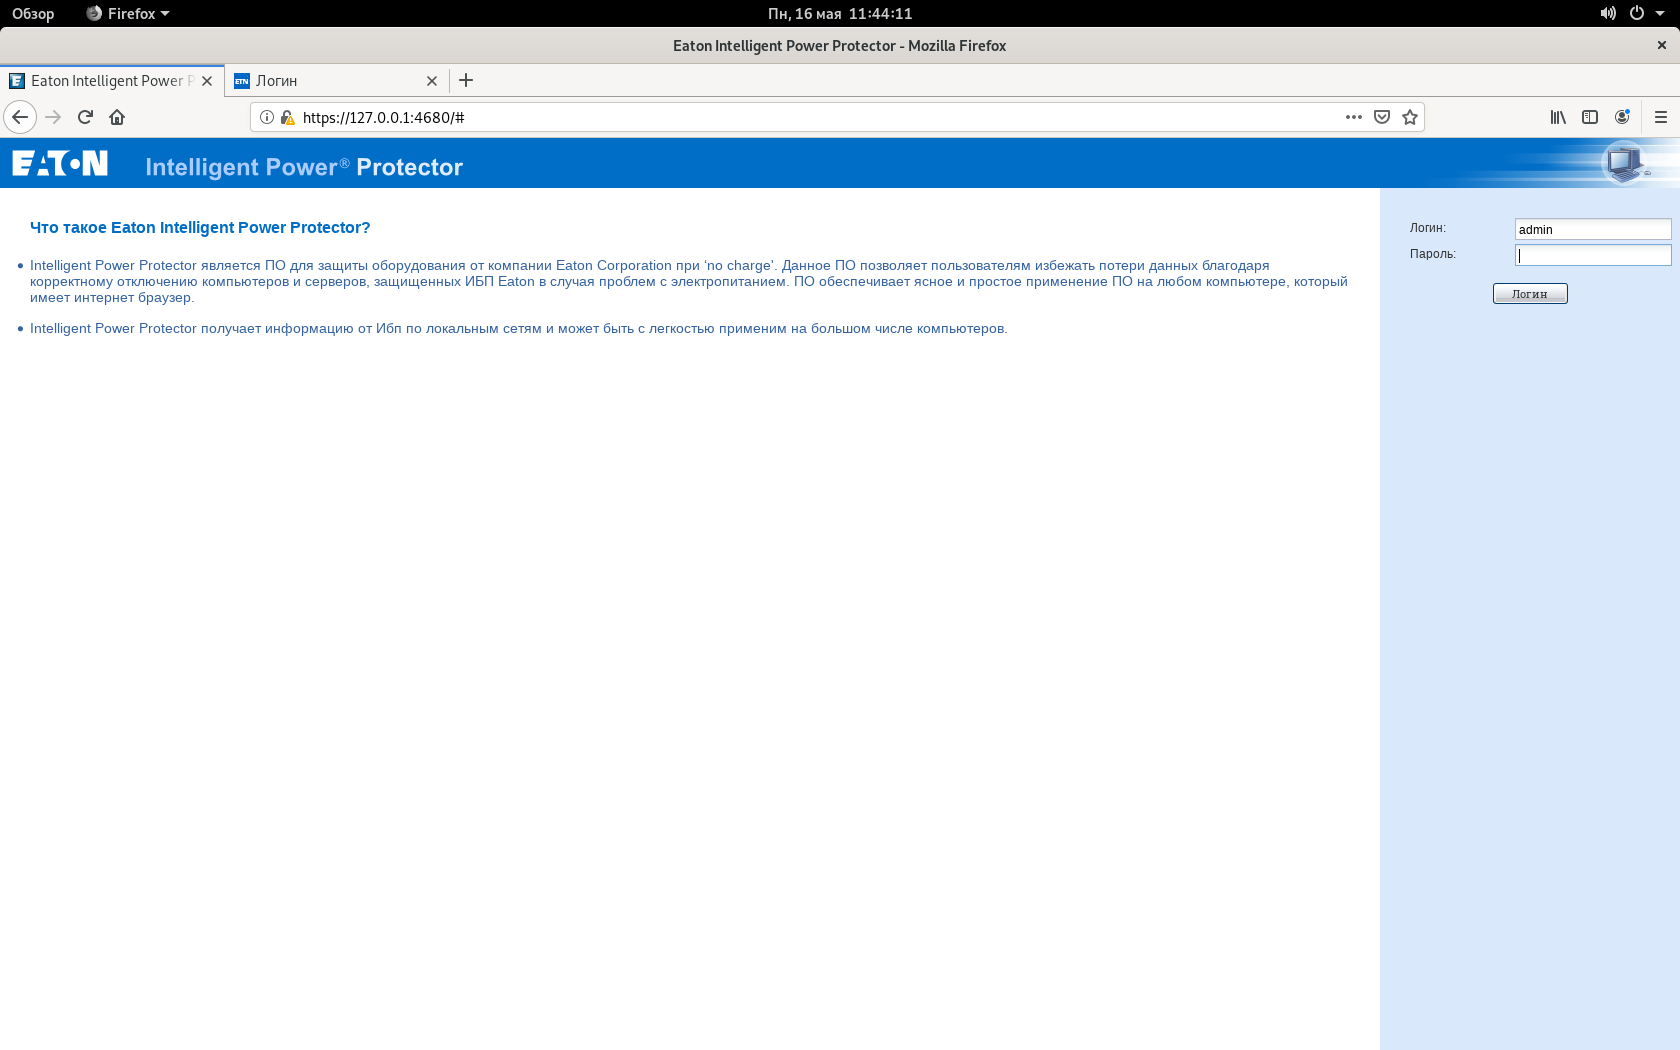 Обзор Firefox Пн, 16 мая 11:44:11
Eaton Intelligent Power Protector - Mozilla Firefox
Eaton Intelligent Power P ETN Логин
https://127.0.0.1:4680/#
EATON Intelligent Power® Protector
Что такое Eaton Intelligent Power Protector?
Intelligent Power Protector является ПО для защиты оборудования от компании Eaton Corporation при ‘no charge'. Данное ПО позволяет пользователям избежать потери данных благодаря
корректному отключению компьютеров и серверов, защищенных ИБП Eaton в случая проблем с электропитанием. ПО обеспечивает ясное и простое применение ПО на любом компьютере, который
имеет интернет браузер.
Intelligent Power Protector получает информацию от Ибп по локальным сетям и может быть с легкостью применим на большом числе компьютеров.
Логин: admin
Пароль:
Логин